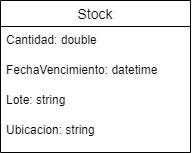 Stock
Cantidad: double
FechaVencimiento: datetime
Lote: string
Ubicacion: string